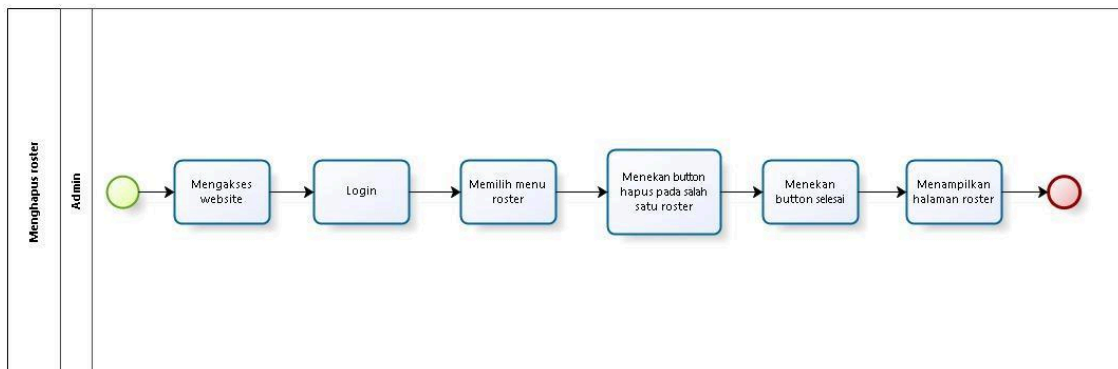 Menghapus roster
Admin
Mengakses
website
Login
Memilih menu
roster
Menekan button
hapus pada salah
satu roster
Menekan
button selesai
Menampilkan
halaman roster